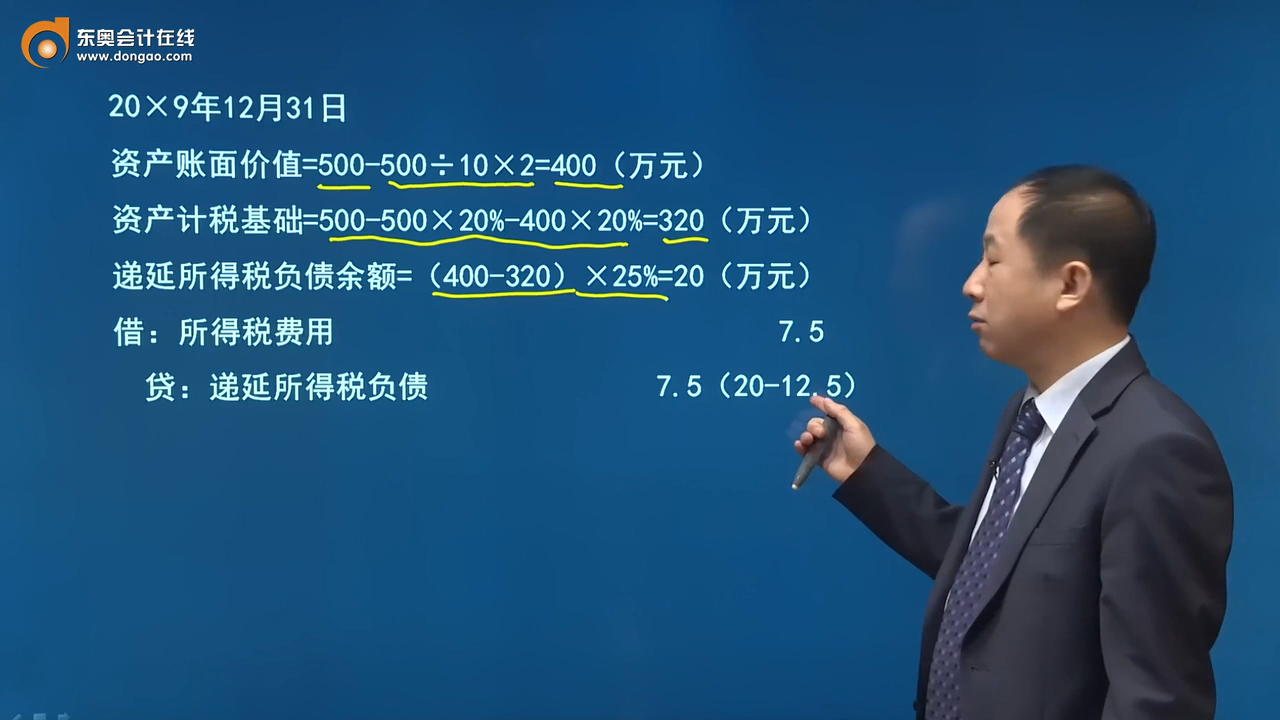 东奥会计在线
www.dongao.com
20×9年12月31日
资产账面价值=500-500÷10×2=400（万元）
资产计税基础=500-500×20%-400×20%=320（万元）
递延所得税负债余额=（400-320）×25%=20（万元）
借：所得税费用 7.5
贷：递延所得税负债 7.5（20-12.5）